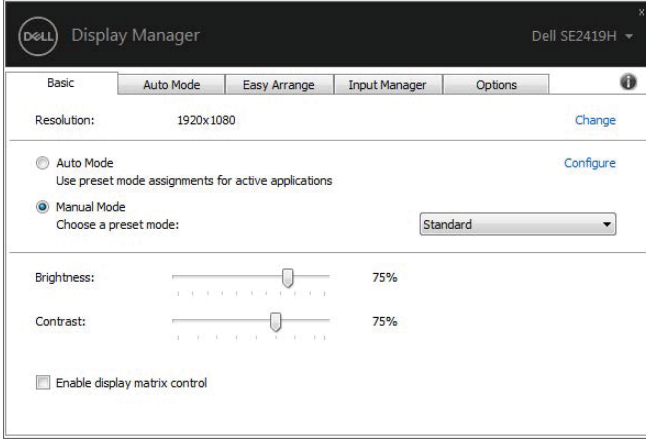 DELL Display Manager Dell SE2419H
x
Basic Auto Mode Easy Arrange Input Manager Options i
Resolution: 1920x1080 Change
Auto Mode Configure
Use preset mode assignments for active applications
Manual Mode
Choose a preset mode: Standard
Brightness: 75%
Contrast: 75%
Enable display matrix control